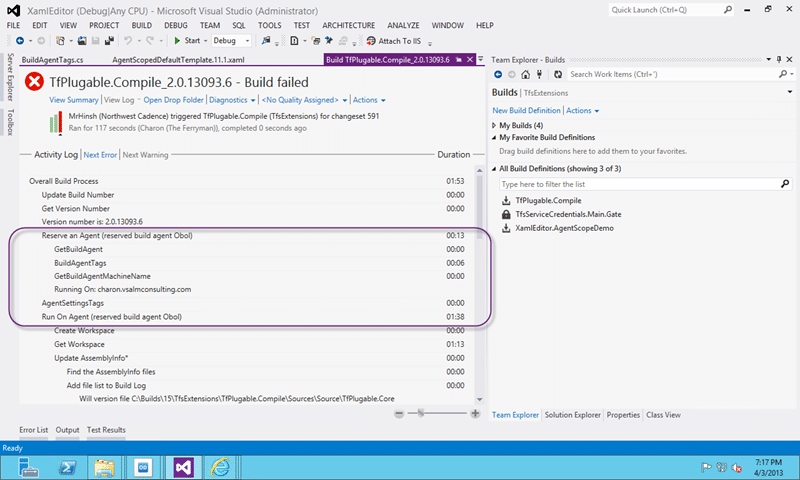 XamlEditor (Debug|Any CPU) - Microsoft Visual Studio (Administrator)
Quick Launch (Ctrl+Q)
FILE EDIT VIEW PROJECT BUILD DEBUG TEAM SQL TOOLS TEST ARCHITECTURE ANALYZE WINDOW HELP
Start Debug Attach To IIS
Server Explorer
Toolbox
BuildAgentTags.cs AgentScopedDefaultTemplate.11.1.xaml Build TfPlugable.Compile_2.0.13093.6
TfPlugable.Compile_2.0.13093.6 - Build failed
View Summary | View Log - Open Drop Folder | Diagnostics | <No Quality Assigned> | Actions
MrHinsh (Northwest Cadence) triggered TfPlugable.Compile (TfsExtensions) for changeset 591
Ran for 117 seconds (Charon (The Ferryman)), completed 0 seconds ago
Activity Log | Next Error | Next Warning Duration
Overall Build Process 01:53
Update Build Number 00:00
Get Version Number 00:00
Version number is: 2.0.13093.6
Reserve an Agent (reserved build agent Obol) 00:13
GetBuildAgent 00:00
BuildAgentTags 00:06
GetBuildAgentMachineName 00:00
Running On: charon.vsalmconsulting.com
AgentSettingsTags 00:00
Run On Agent (reserved build agent Obol) 01:38
Create Workspace 00:00
Get Workspace 01:13
Update AssemblyInfo* 00:00
Find the AssemblyInfo files 00:00
Add file list to Build Log 00:00
Will version file C:\Builds\15\TfsExtensions\TfPlugable.Compile\Sources\Source\TfPlugable.Core
Team Explorer - Builds
Search Work Items (Ctrl+')
Builds | TfsExtensions
New Build Definition | Actions
My Builds (4)
My Favorite Build Definitions
Drag build definitions here to add them to your favorites.
All Build Definitions (showing 3 of 3)
Type here to filter the list
TfPlugable.Compile
TfsServiceCredentials.Main.Gate
XamlEditor.AgentScopeDemo
Team Explorer Solution Explorer Properties Class View
Error List Output Test Results
Ready
7:17 PM
4/3/2013